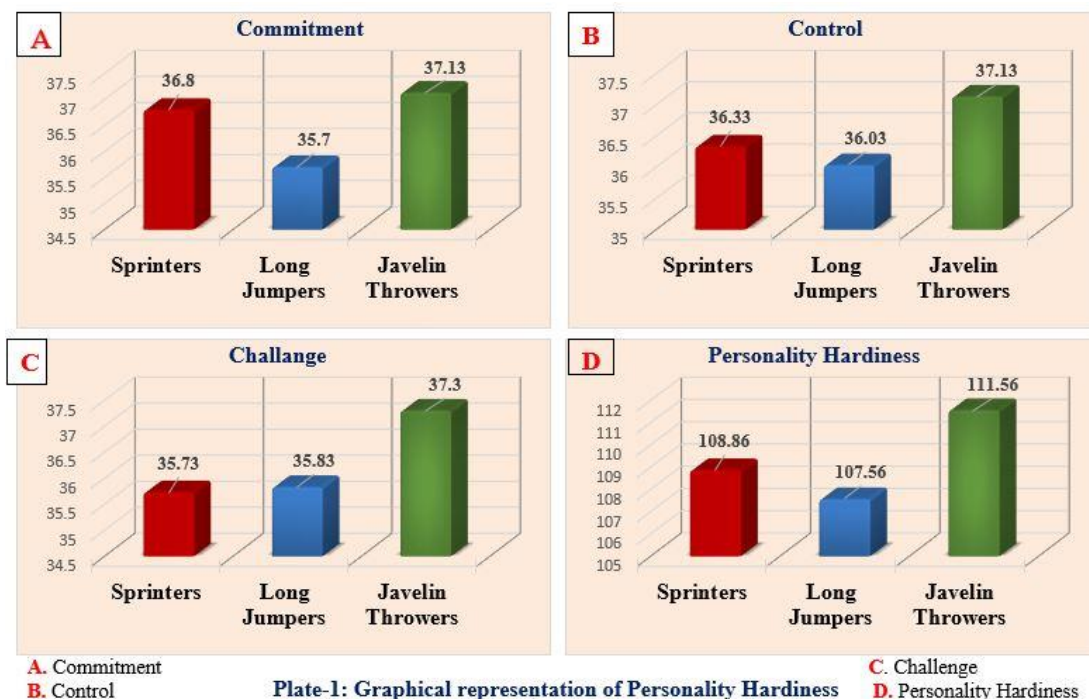 A
Commitment
37.5
37
36.5
36
35.5
35
34.5
36.8
35.7
37.13
Sprinters
Long
Jumpers
Javelin
Throwers
B
Control
37.5
37
36.5
36
35.5
35
36.33
36.03
37.13
Sprinters
Long
Jumpers
Javelin
Throwers
C
Challange
37.5
37
36.5
36
35.5
35
34.5
35.73
35.83
37.3
Sprinters
Long
Jumpers
Javelin
Throwers
D
Personality Hardiness
112
111
110
109
108
107
106
105
108.86
107.56
111.56
Sprinters
Long
Jumpers
Javelin
Throwers
A. Commitment
B. Control
Plate-1: Graphical representation of Personality Hardiness
C. Challenge
D. Personality Hardiness